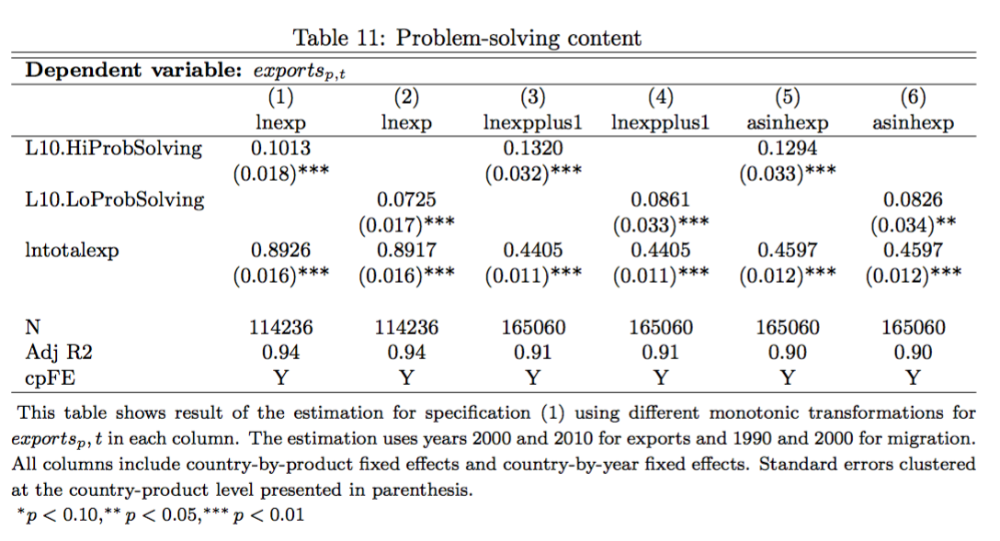 Table 11: Problem-solving content
Dependent variable: exportsp,t
(1) (2) (3) (4) (5) (6)
lnexp lnexp lnexpplus1 lnexpplus1 asinhexp asinhexp
L10.HiProbSolving 0.1013 0.1320 0.1294
(0.018)*** (0.032)*** (0.033)***
L10.LoProbSolving 0.0725 0.0861 0.0826
(0.017)*** (0.033)*** (0.034)**
lntotalexp 0.8926 0.8917 0.4405 0.4405 0.4597 0.4597
(0.016)*** (0.016)*** (0.011)*** (0.011)*** (0.012)*** (0.012)***
N 114236 114236 165060 165060 165060 165060
Adj R2 0.94 0.94 0.91 0.91 0.90 0.90
cpFE Y Y Y Y Y Y
This table shows result of the estimation for specification (1) using different monotonic transformations for
exportsp, t in each column. The estimation uses years 2000 and 2010 for exports and 1990 and 2000 for migration.
All columns include country-by-product fixed effects and country-by-year fixed effects. Standard errors clustered
at the country-product level presented in parenthesis.
*p < 0.10,** p < 0.05,*** p < 0.01